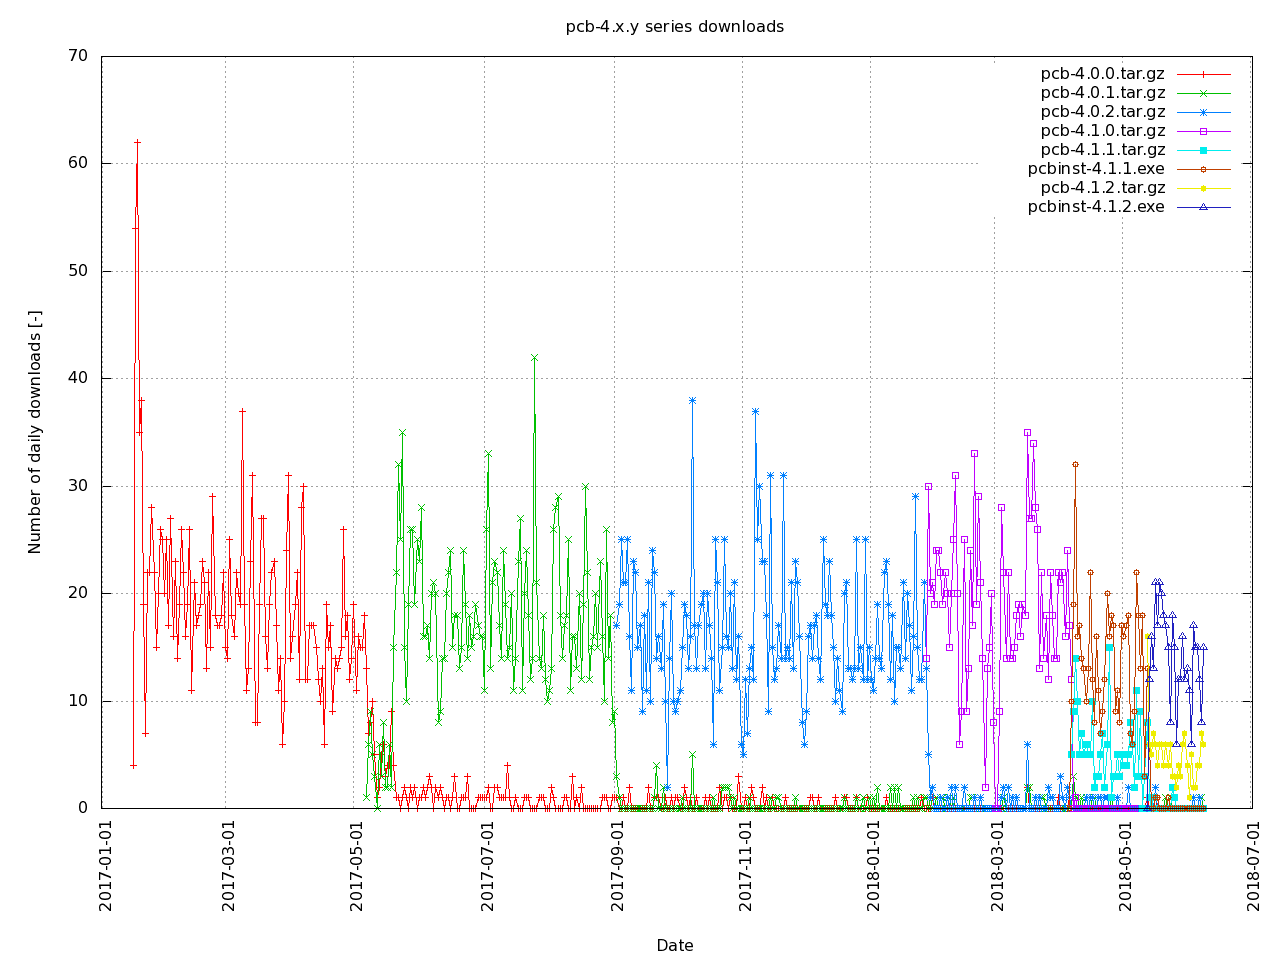 pcb-4.x.y series downloads
70
60
50
40
30
20
10
0
Number of daily downloads [-]
pcb-4.0.0.tar.gz
pcb-4.0.1.tar.gz
pcb-4.0.2.tar.gz
pcb-4.1.0.tar.gz
pcb-4.1.1.tar.gz
pcbinst-4.1.1.exe
pcb-4.1.2.tar.gz
pcbinst-4.1.2.exe
2017-01-01
2017-03-01
2017-05-01
2017-07-01
2017-09-01
2017-11-01
2018-01-01
2018-03-01
2018-05-01
2018-07-01
Date